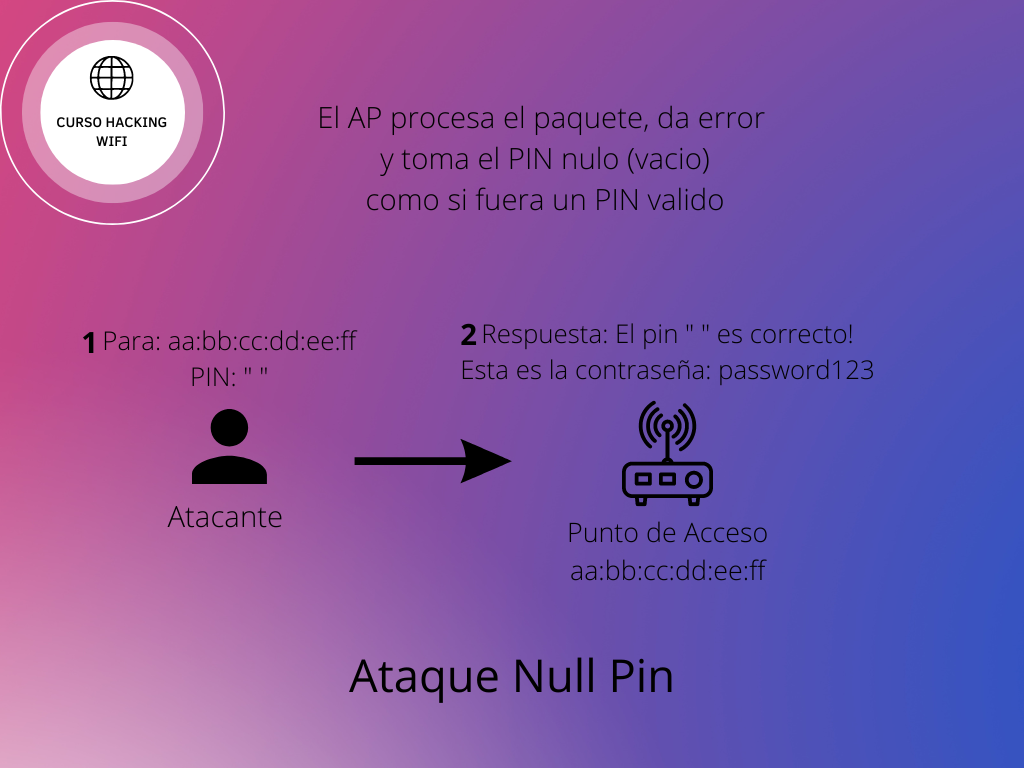 CURSO HACKING
WIFI
El AP procesa el paquete, da error
y toma el PIN nulo (vacio)
como si fuera un PIN valido
1 Para: aa:bb:cc:dd:ee:ff
PIN: " "
2 Respuesta: El pin " " es correcto!
Esta es la contraseña: password123
Atacante
Punto de Acceso
aa:bb:cc:dd:ee:ff
Ataque Null Pin